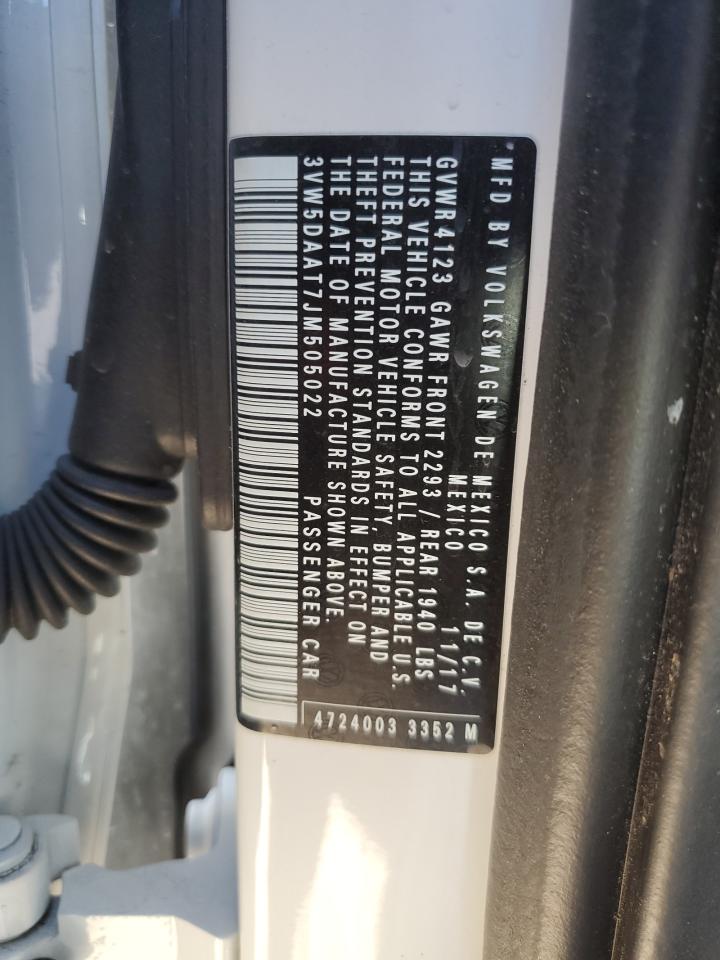 MFD BY VOLKSWAGEN DE MEXICO S.A. DE C.V.
MEXICO 11/17
GVWR 4123 GAWR FRONT 2293 / REAR 1940 LBS
THIS VEHICLE CONFORMS TO ALL APPLICABLE U.S.
FEDERAL MOTOR VEHICLE SAFETY, BUMPER AND
THEFT PREVENTION STANDARDS IN EFFECT ON
THE DATE OF MANUFACTURE SHOWN ABOVE.
3VW5DAAT7JM505022 PASSENGER CAR
4724003 3352 M